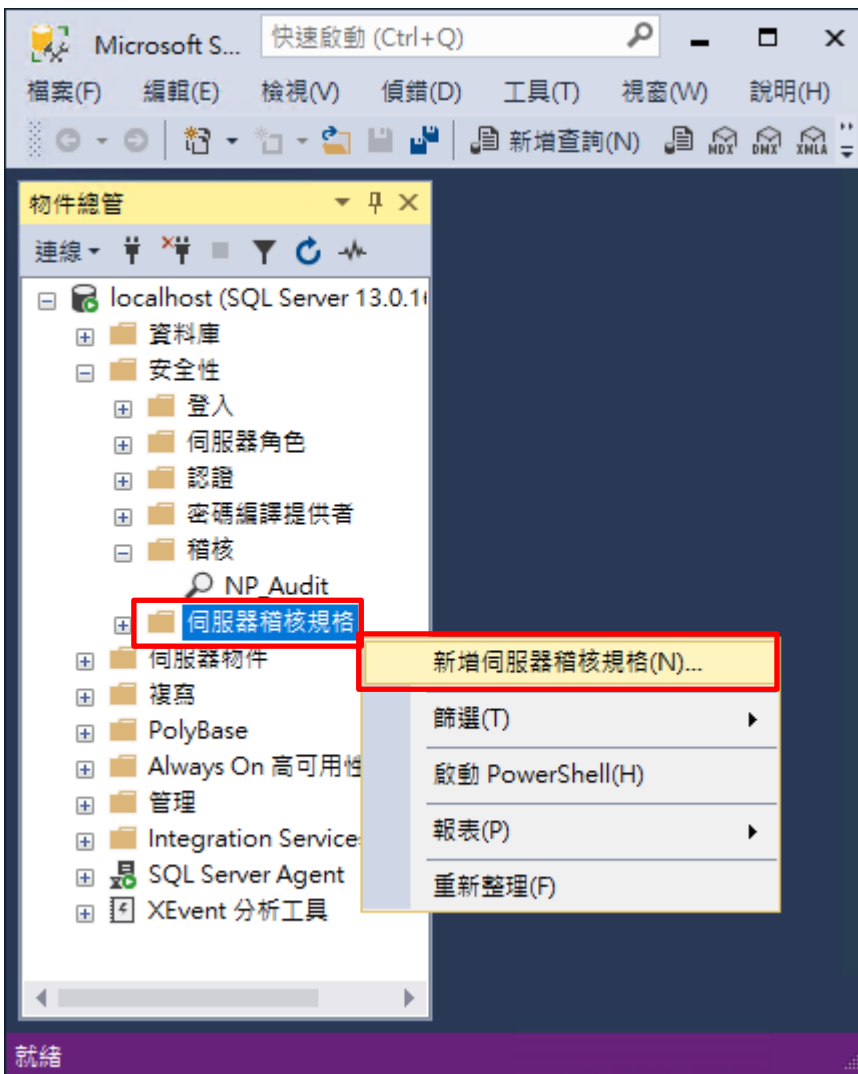 Microsoft S... 快速啟動 (Ctrl+Q)
檔案(F) 編輯(E) 檢視(V) 偵錯(D) 工具(T) 視窗(W) 說明(H)
新增查詢(N) MDX DMX XMLA
物件總管
連線
localhost (SQL Server 13.0.1
資料庫
安全性
登入
伺服器角色
認證
密碼編譯提供者
稽核
NP_Audit
伺服器稽核規格
新增伺服器稽核規格(N)...
伺服器物件
複寫
篩選(T)
PolyBase
Always On 高可用性
啟動 PowerShell(H)
管理
報表(P)
Integration Service
SQL Server Agent
重新整理(F)
XEvent 分析工具
就緒